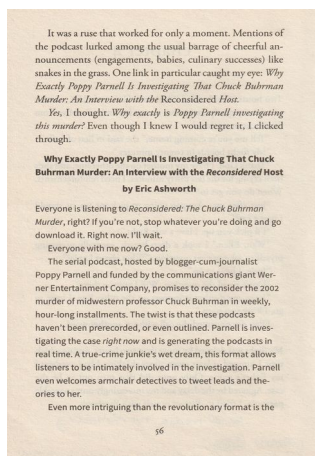 It was a ruse that worked for only a moment. Mentions of
the podcast lurked among the usual barrage of cheerful an-
nouncements (engagements, babies, culinary successes) like
snakes in the grass. One link in particular caught my eye: Why
Exactly Poppy Parnell Is Investigating That Chuck Buhrman
Murder: An Interview with the Reconsidered Host.
Yes, I thought. Why exactly is Poppy Parnell investigating
this murder? Even though I knew I would regret it, I clicked
through.
Why Exactly Poppy Parnell Is Investigating That Chuck
Buhrman Murder: An Interview with the Reconsidered Host
by Eric Ashworth
Everyone is listening to Reconsidered: The Chuck Buhrman
Murder, right? If you're not, stop whatever you're doing and go
download it. Right now. I'll wait.
Everyone with me now? Good.
The serial podcast, hosted by blogger-cum-journalist
Poppy Parnell and funded by the communications giant Wer-
ner Entertainment Company, promises to reconsider the 2002
murder of midwestern professor Chuck Buhrman in weekly,
hour-long installments. The twist is that these podcasts
haven't been prerecorded, or even outlined. Parnell is inves-
tigating the case right now and is generating the podcasts in
real time. A true-crime junkie's wet dream, this format allows
listeners to be intimately involved in the investigation. Parnell
even welcomes armchair detectives to tweet leads and the-
ories to her.
Even more intriguing than the revolutionary format is the
56